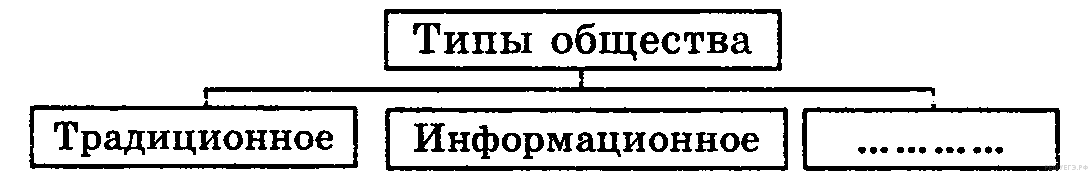 Типы общества
Традиционное
Информационное
…………